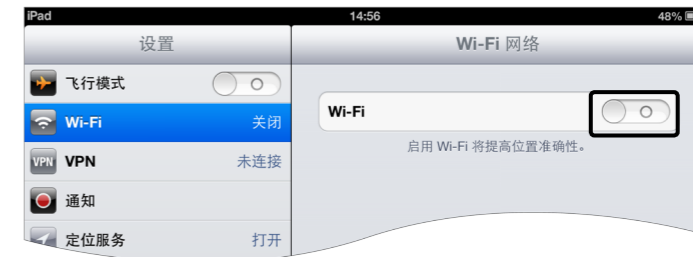 iPad 14:56 48%
设置
Wi-Fi 网络
飞行模式
Wi-Fi 关闭
VPN VPN 未连接
通知
定位服务 打开
Wi-Fi
启用 Wi-Fi 将提高位置准确性。